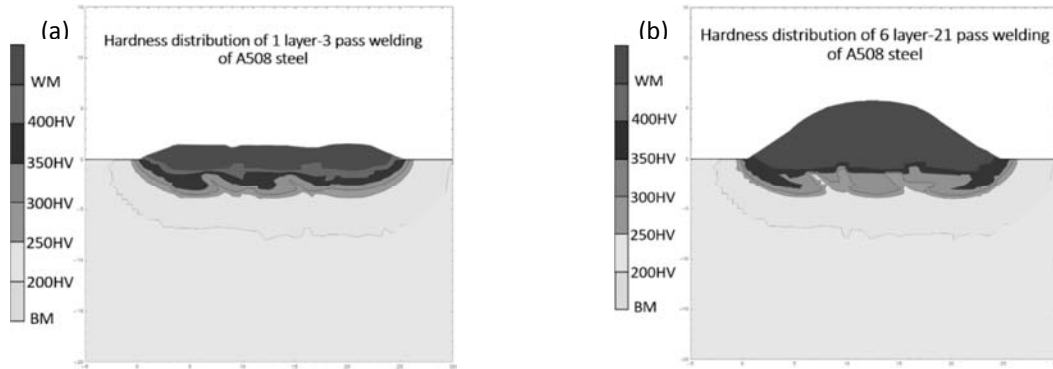 (a)
Hardness distribution of 1 layer-3 pass welding
of A508 steel
WM
400HV
350HV
300HV
250HV
200HV
BM
(b)
Hardness distribution of 6 layer-21 pass welding
of A508 steel
WM
400HV
350HV
300HV
250HV
200HV
BM